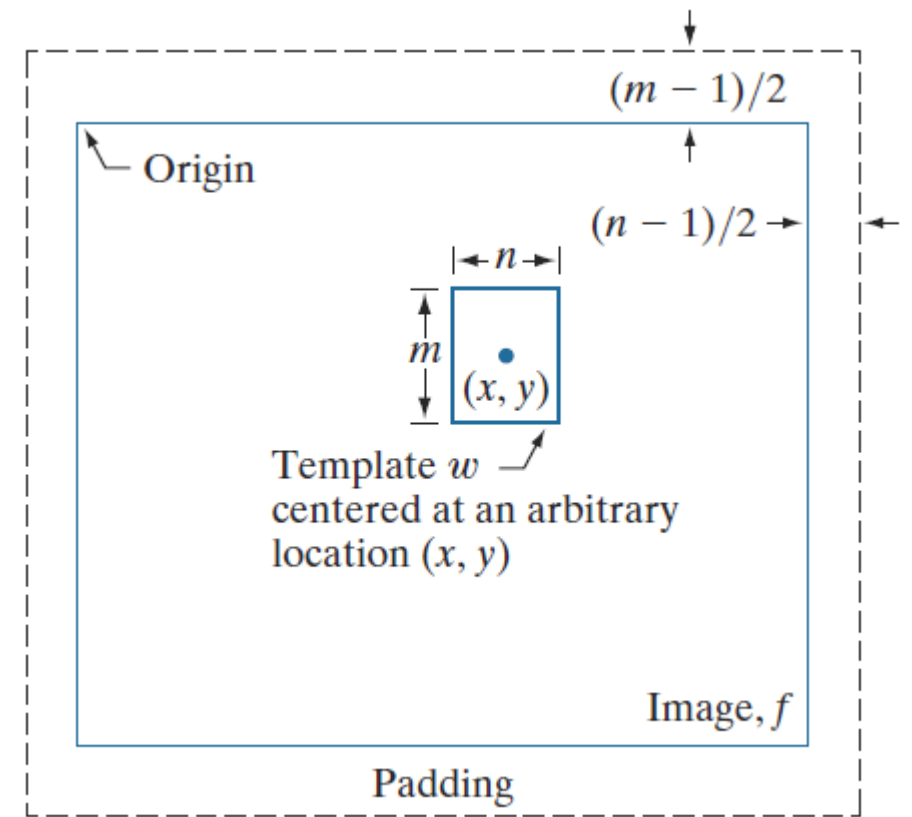 (m − 1)/2
Origin
(n − 1)/2
n
m
(x, y)
Template w
centered at an arbitrary
location (x, y)
Image, f
Padding